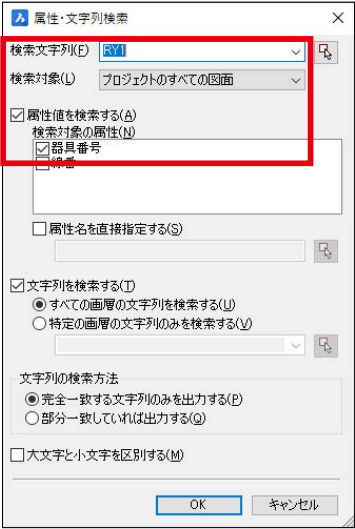 属性・文字列検索
検索文字列(F) RY1
検索対象(L) プロジェクトのすべての図面
属性値を検索する(A)
検索対象の属性(N)
器具番号
線番
属性名を直接指定する(S)
文字列を検索する(T)
すべての画層の文字列を検索する(U)
特定の画層の文字列のみを検索する(V)
文字列の検索方法
完全一致する文字列のみを出力する(P)
部分一致していれば出力する(Q)
大文字と小文字を区別する(M)
OK キャンセル